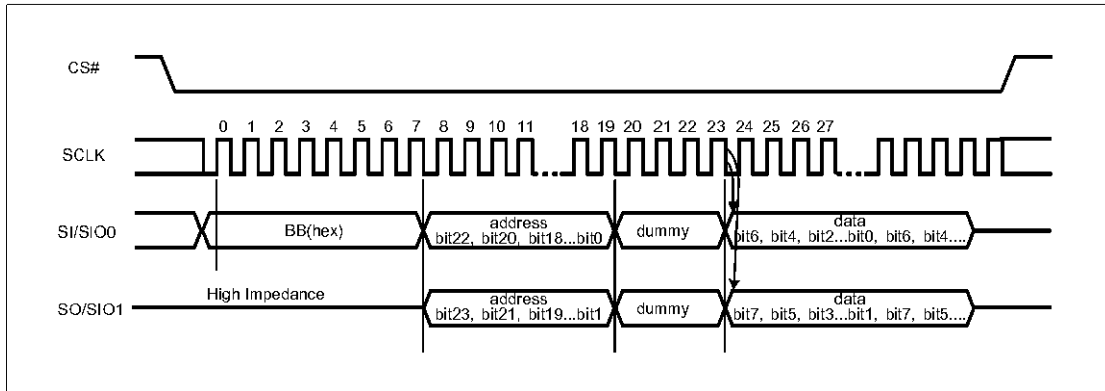 CS#
0 1 2 3 4 5 6 7 8 9 10 11 18 19 20 21 22 23 24 25 26 27
SCLK
SI/SIO0
BB(hex)
address
bit22, bit20, bit18...bit0
dummy
data
bit6, bit4, bit2...bit0, bit6, bit4....
SO/SIO1
High Impedance
address
bit23, bit21, bit19...bit1
dummy
data
bit7, bit5, bit3...bit1, bit7, bit5....